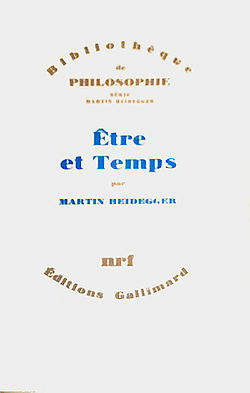 Bibliothèque
de
PHILOSOPHIE
SÉRIE
MARTIN HEIDEGGER
Être
et Temps
par
MARTIN HEIDEGGER
nrf
Éditions Gallimard